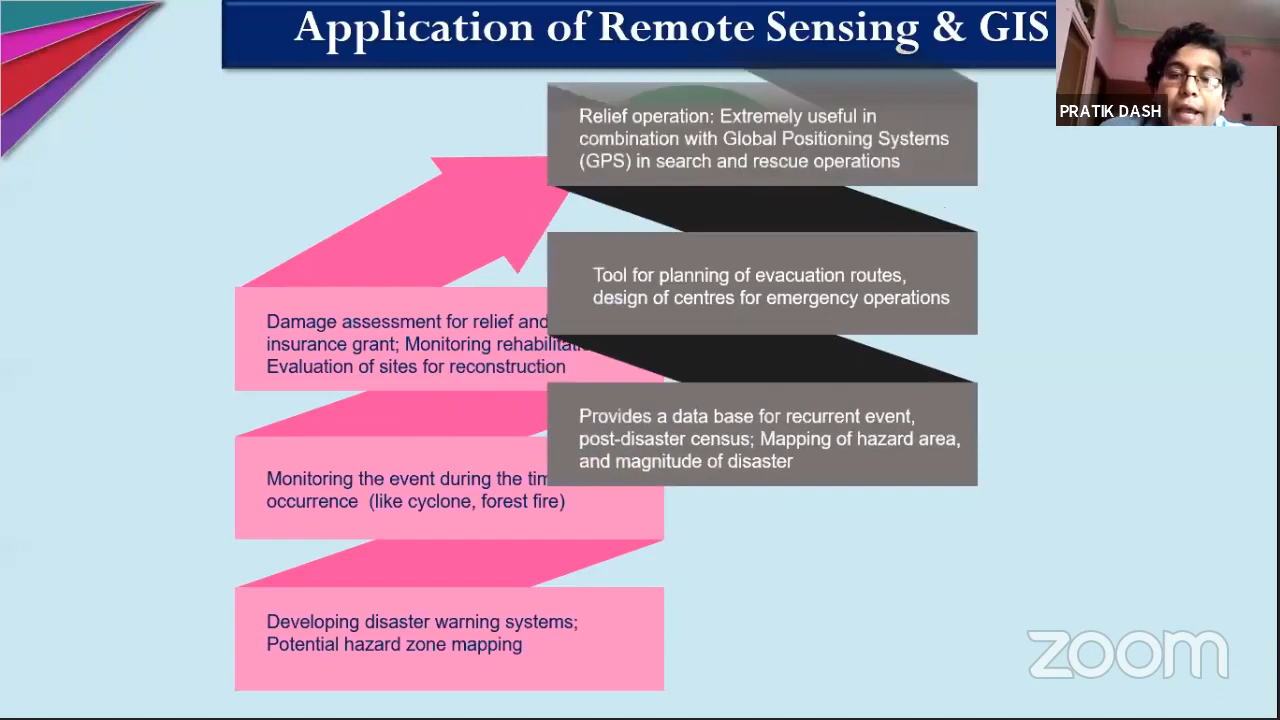 Application of Remote Sensing & GIS
PRATIK DASH
Relief operation: Extremely useful in
combination with Global Positioning Systems
(GPS) in search and rescue operations
Tool for planning of evacuation routes,
design of centres for emergency operations
Provides a data base for recurrent event,
post-disaster census; Mapping of hazard area,
and magnitude of disaster
Damage assessment for relief and
insurance grant; Monitoring
Evaluation of sites for reconstruction
Monitoring the event during the
occurrence (like cyclone, forest fire)
Developing disaster warning systems;
Potential hazard zone mapping
zoom